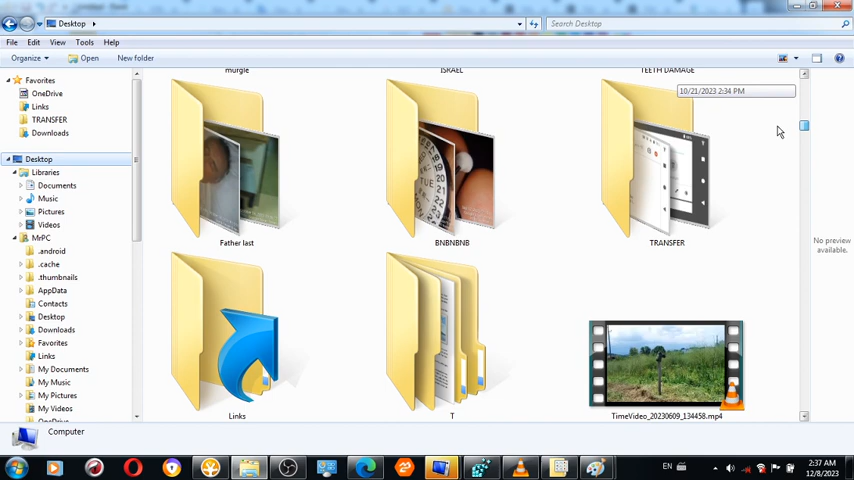 Desktop
Search Desktop
File Edit View Tools Help
Organize Open New folder
Favorites
OneDrive
Links
TRANSFER
Downloads
Desktop
Libraries
Documents
Music
Pictures
Videos
MrPC
.android
.cache
.thumbnails
AppData
Contacts
Desktop
Downloads
Favorites
Links
My Documents
My Music
My Pictures
My Videos
OneDrive
murgie ISRAEL TEETH DAMAGE
10/21/2023 2:34 PM
Father last BNBNBNB TRANSFER
Links T TimeVideo_20230609_134458.mp4
No preview
available.
Computer
EN
2:37 AM
12/8/2023